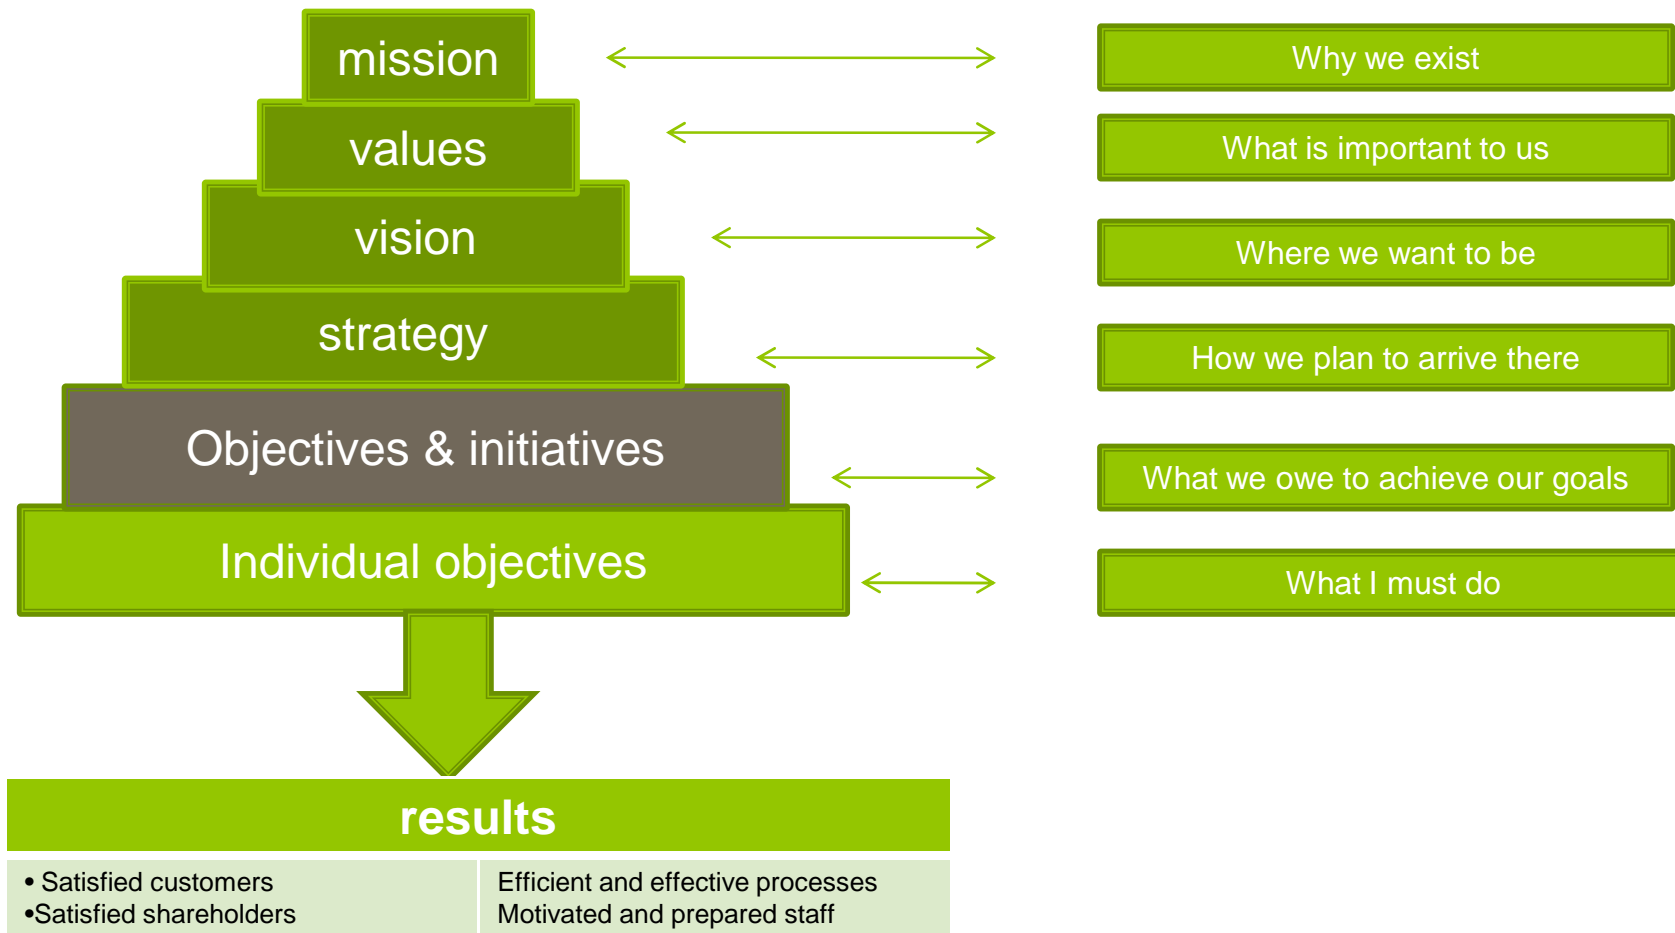 mission
Why we exist
values
What is important to us
vision
Where we want to be
strategy
How we plan to arrive there
Objectives & initiatives
What we owe to achieve our goals
Individual objectives
What I must do
results
• Satisfied customers
•Satisfied shareholders
Efficient and effective processes
Motivated and prepared staff